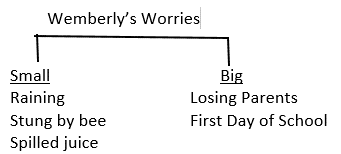 Wemberly's Worries
Small
Raining
Stung by bee
Spilled juice
Big
Losing Parents
First Day of School